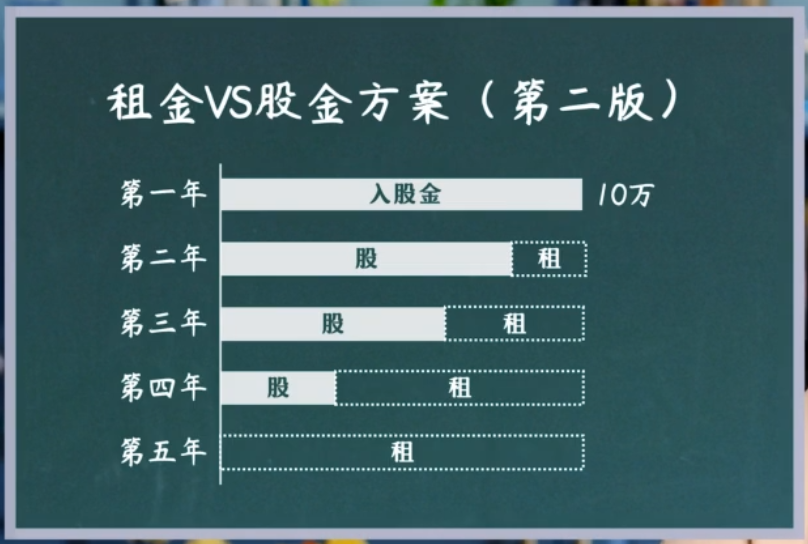 租金VS股金方案（第二版）
第一年 入股金 10万
第二年 股 租
第三年 股 租
第四年 股 租
第五年 租